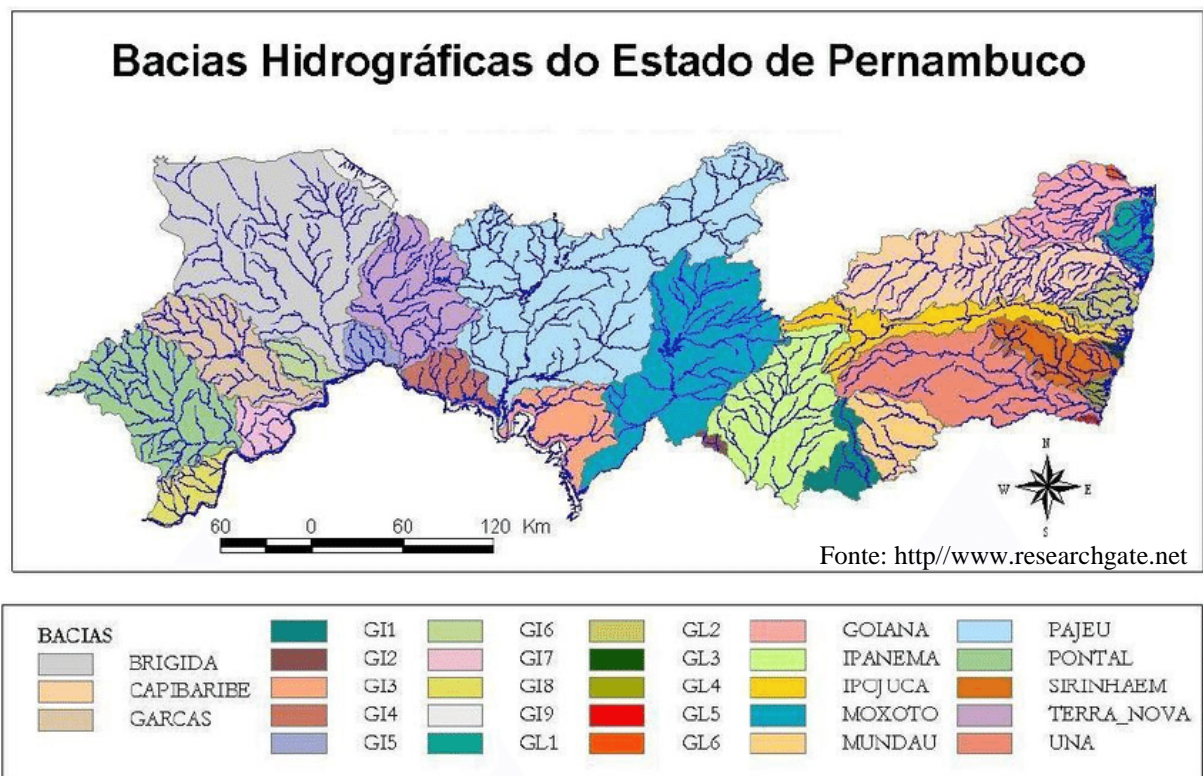 Bacias Hidrográficas do Estado de Pernambuco
N
W E
S
60 0 60 120 Km
Fonte: http//www.researchgate.net
BACIAS
BRIGIDA
CAPIBARIBE
GARCAS
GI1
GI2
GI3
GI4
GI5
GI6
GI7
GI8
GI9
GL1
GL2
GL3
GL4
GL5
GL6
GOIANA
IPANEMA
IPOJUCA
MOXOTO
MUNDAU
PAJEU
PONTAL
SIRINHAEM
TERRA_NOVA
UNA